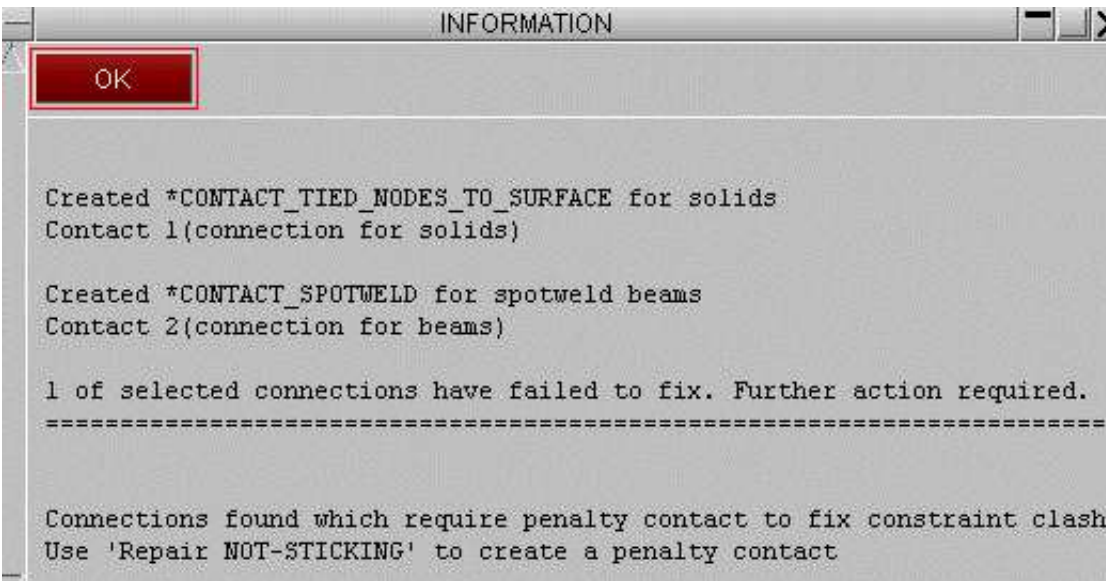 INFORMATION
OK
Created *CONTACT_TIED_NODES_TO_SURFACE for solids
Contact 1(connection for solids)
Created *CONTACT_SPOTWELD for spotweld beams
Contact 2(connection for beams)
1 of selected connections have failed to fix. Further action required.
=======================================================================
Connections found which require penalty contact to fix constraint clash
Use 'Repair NOT-STICKING' to create a penalty contact